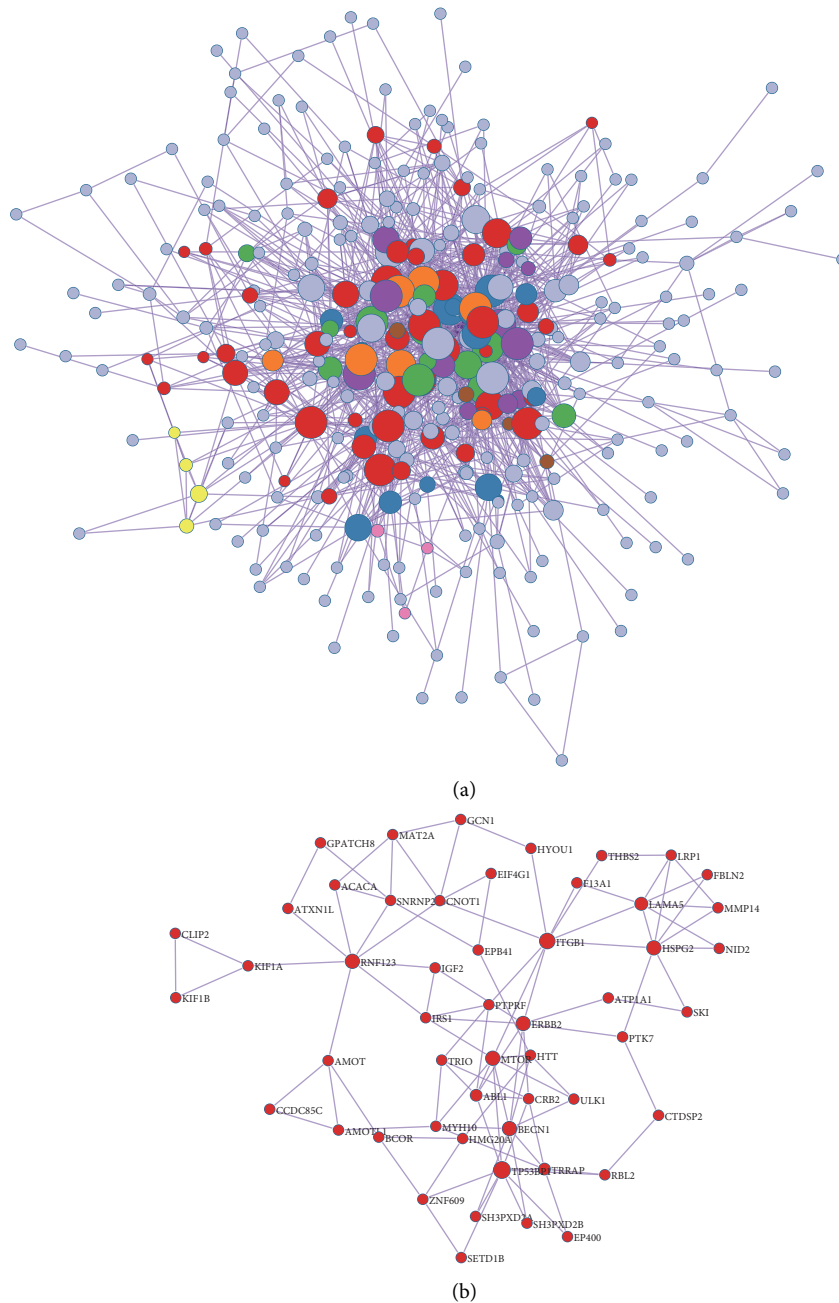 (a)
GCN1
MAT2A
GPATCH8
HYOU1
THBS2
LRP1
EIF4G1
FBLN2
ACACA
F13A1
SNRNP2
CNOT1
LAMA5
ATXN1L
MMP14
CLIP2
ITGB1
EPB41
HSPG2
NID2
RNF123
KIF1A
IGF2
KIF1B
ATP1A1
PTPRF
SKI
IRS1
ERBB2
PTK7
HTT
MTOR
AMOT
TRIO
ABL1
CRB2
ULK1
CCDC85C
CTDSP2
MYH10
BECN1
AMOTL1
BCOR
HMG20A
TP53BP1
TRRAP
RBL2
ZNF609
SH3PXD2A
SH3PXD2B
EP400
SETD1B
(b)